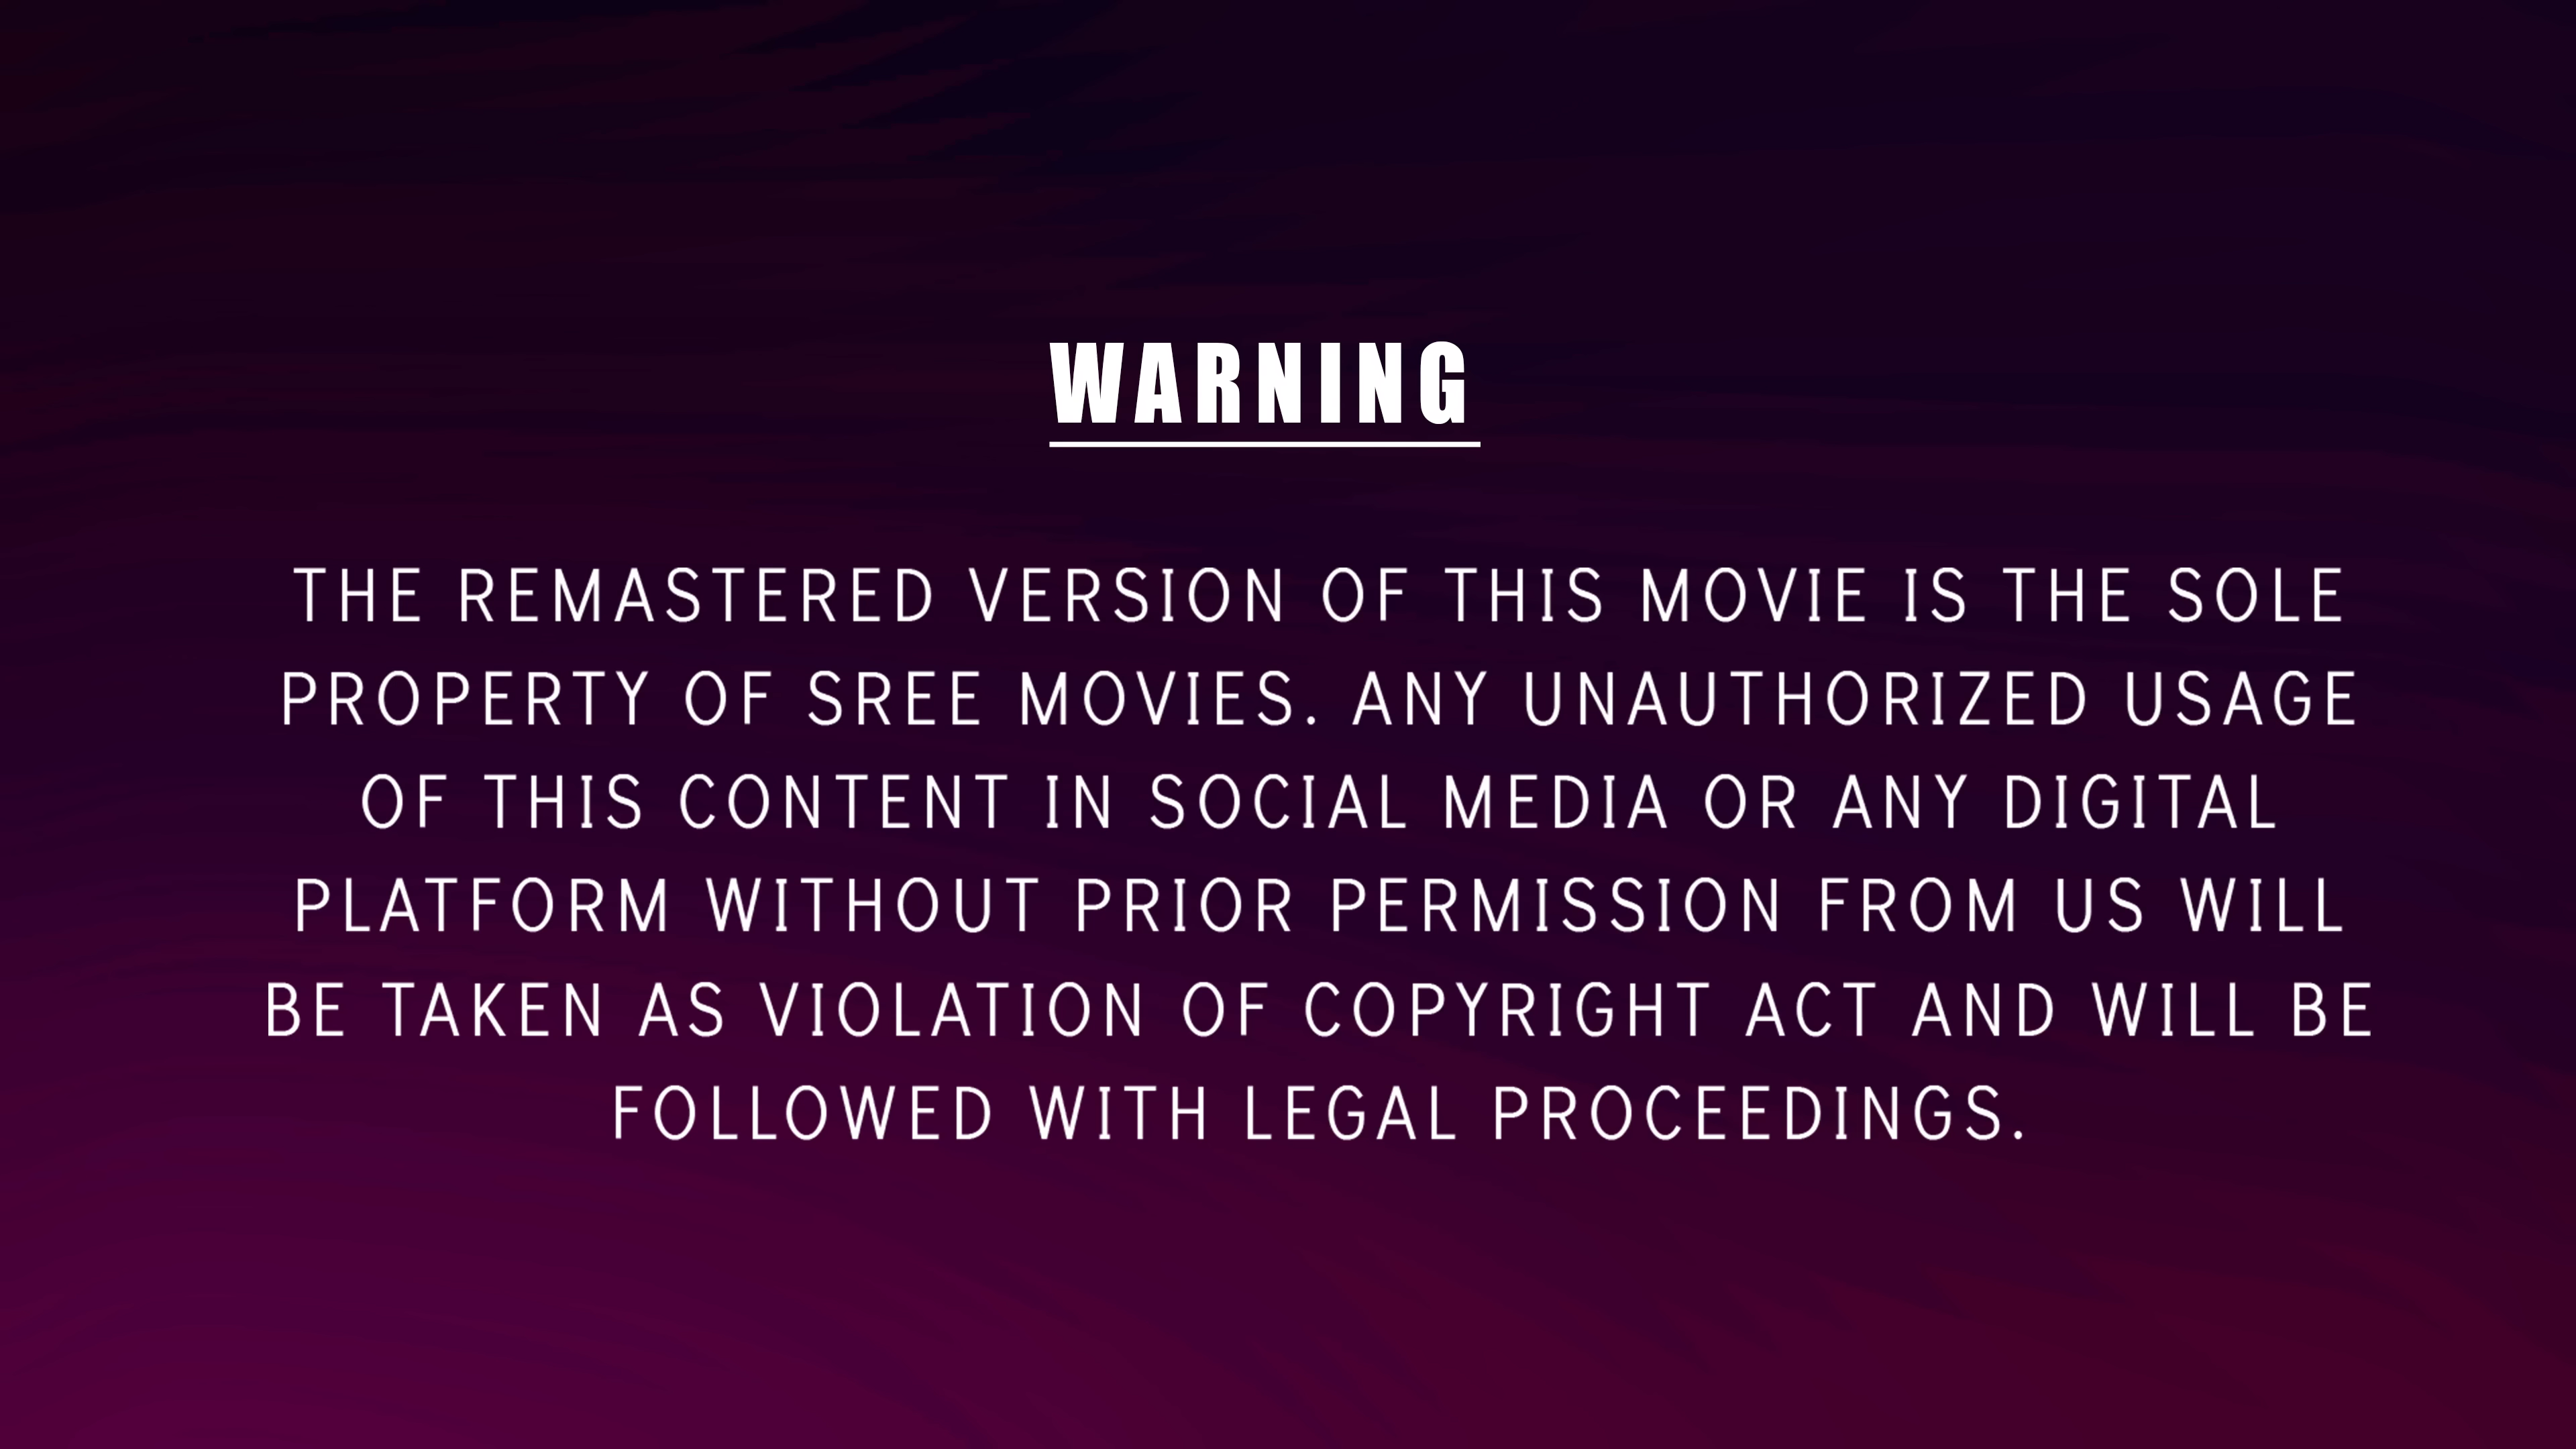 WARNING
THE REMASTERED VERSION OF THIS MOVIE IS THE SOLE
PROPERTY OF SREE MOVIES. ANY UNAUTHORIZED USAGE
OF THIS CONTENT IN SOCIAL MEDIA OR ANY DIGITAL
PLATFORM WITHOUT PRIOR PERMISSION FROM US WILL
BE TAKEN AS VIOLATION OF COPYRIGHT ACT AND WILL BE
FOLLOWED WITH LEGAL PROCEEDINGS.